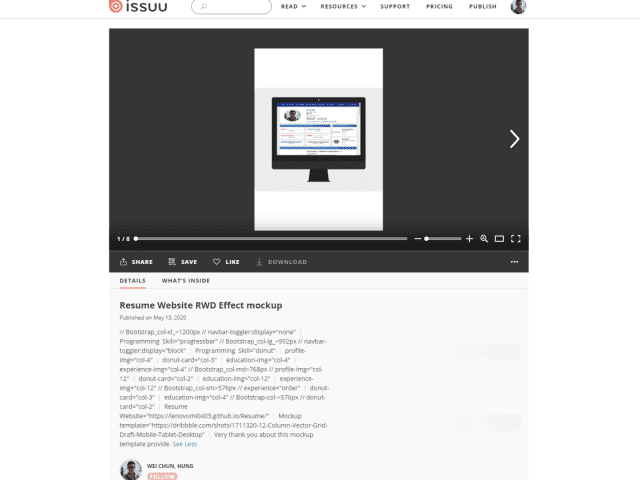 issuu
READ
RESOURCES
SUPPORT
PRICING
PUBLISH
1 / 8
SHARE
SAVE
LIKE
DOWNLOAD
DETAILS
WHAT'S INSIDE
Resume Website RWD Effect mockup
Published on May 13, 2020
// Bootstrap_col-xl_>1200px // navbar-toggler:display="none" |
Programming Skill="progressbar" // Bootstrap_col-lg_>992px // navbar-
toggler:display="block" | Programming Skill="donut" | profile-
img="col-4" | donut-card="col-3" | education-img="col-4" |
experience-img="col-4" // Bootstrap_col-md>768px // profile-img="col-
12" | donut-card="col-2" | education-img="col-12" | experience-
img="col-12" // Bootstrap_col-sm>576px // experience="order" | donut-
card="col-3" | education-img="col-4" // Bootstrap-col-<576px // donut-
card="col-2" | Resume
Website="https://lenovomi0403.github.io/Resume/" | Mockup
template="https://dribbble.com/shots/1711320-12-Column-Vector-Grid-
Draft-Mobile-Tablet-Desktop" | Very thank you about this mockup
template provide. See Less
WEI CHUN, HUNG
FOLLOW